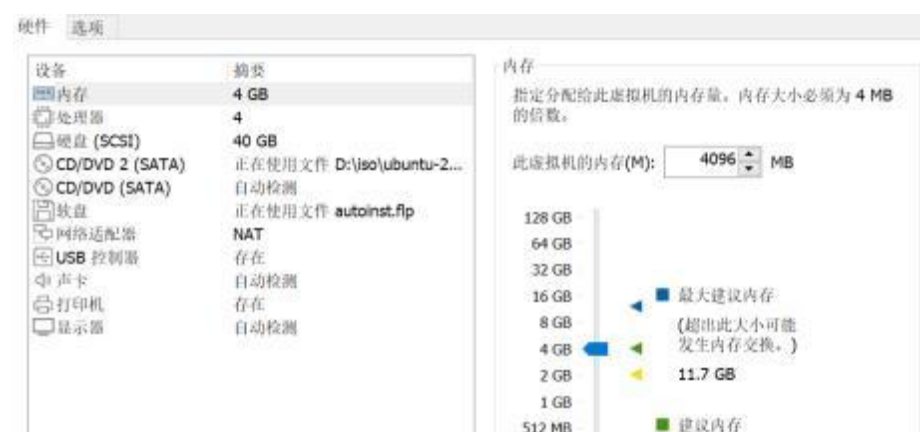 硬件 选项
设备 摘要
内存 4 GB
处理器 4
硬盘 (SCSI) 40 GB
CD/DVD 2 (SATA) 正在使用文件 D:\iso\ubuntu-2...
CD/DVD (SATA) 自动检测
软盘 正在使用文件 autoinst.flp
网络适配器 NAT
USB 控制器 存在
声卡 自动检测
打印机 存在
显示器 自动检测
内存
指定分配给此虚拟机的内存量。内存大小必须为 4 MB
的倍数。
此虚拟机的内存(M): 4096 MB
128 GB
64 GB
32 GB
16 GB
8 GB
4 GB
2 GB
1 GB
512 MB
最大建议内存
(超出此大小可能
发生内存交换。)
11.7 GB
建议内存